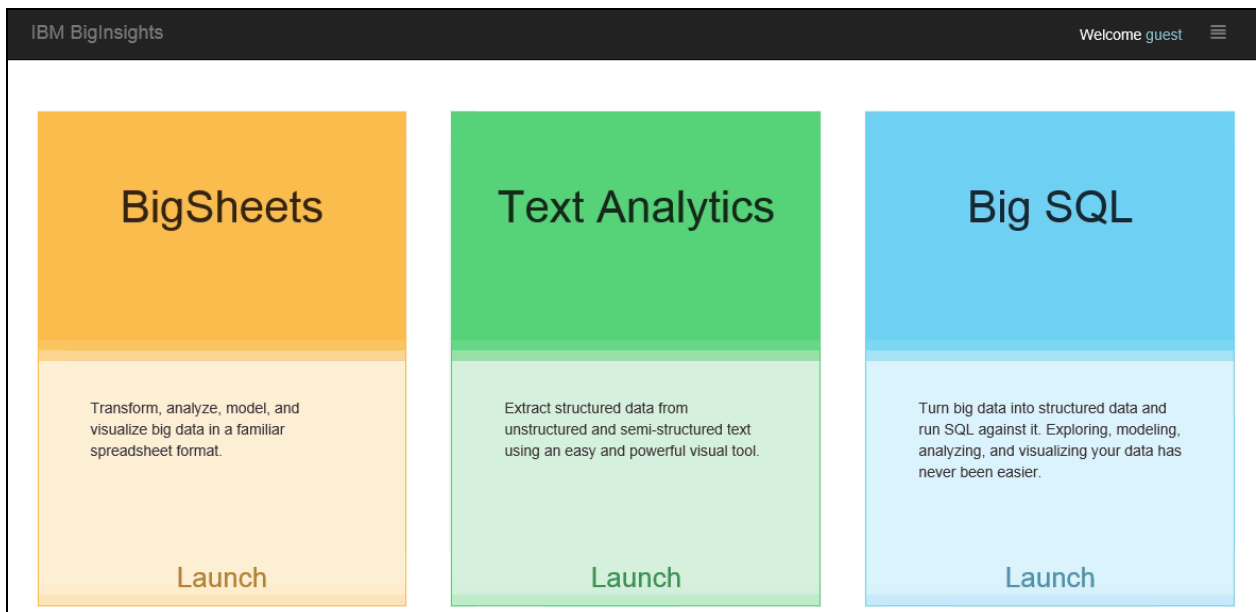 IBM BigInsights
Welcome guest
BigSheets
Transform, analyze, model, and
visualize big data in a familiar
spreadsheet format.
Launch
Text Analytics
Extract structured data from
unstructured and semi-structured text
using an easy and powerful visual tool.
Launch
Big SQL
Turn big data into structured data and
run SQL against it. Exploring, modeling,
analyzing, and visualizing your data has
never been easier.
Launch